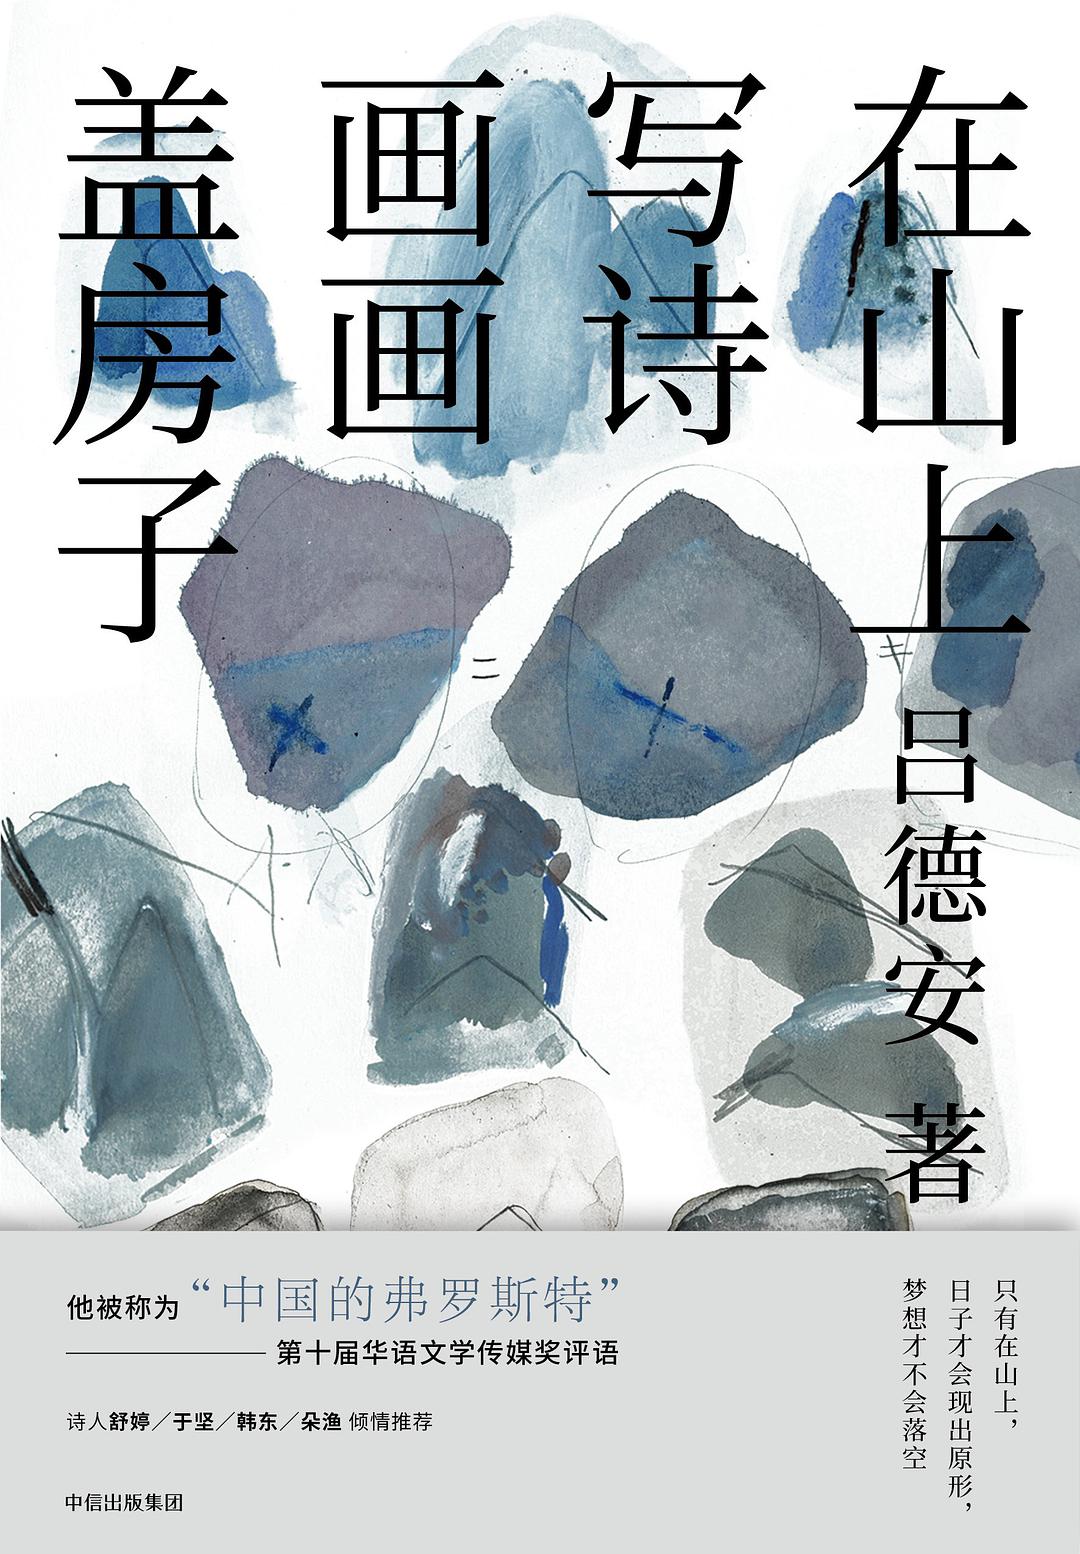 在山上
写诗
画画
盖房子
吕德安 著
他被称为“中国的弗罗斯特”
——第十届华语文学传媒奖评语
诗人舒婷／于坚／韩东／朵渔 倾情推荐
中信出版集团
只有在山上，
日子才会现出原形，
梦想才不会落空